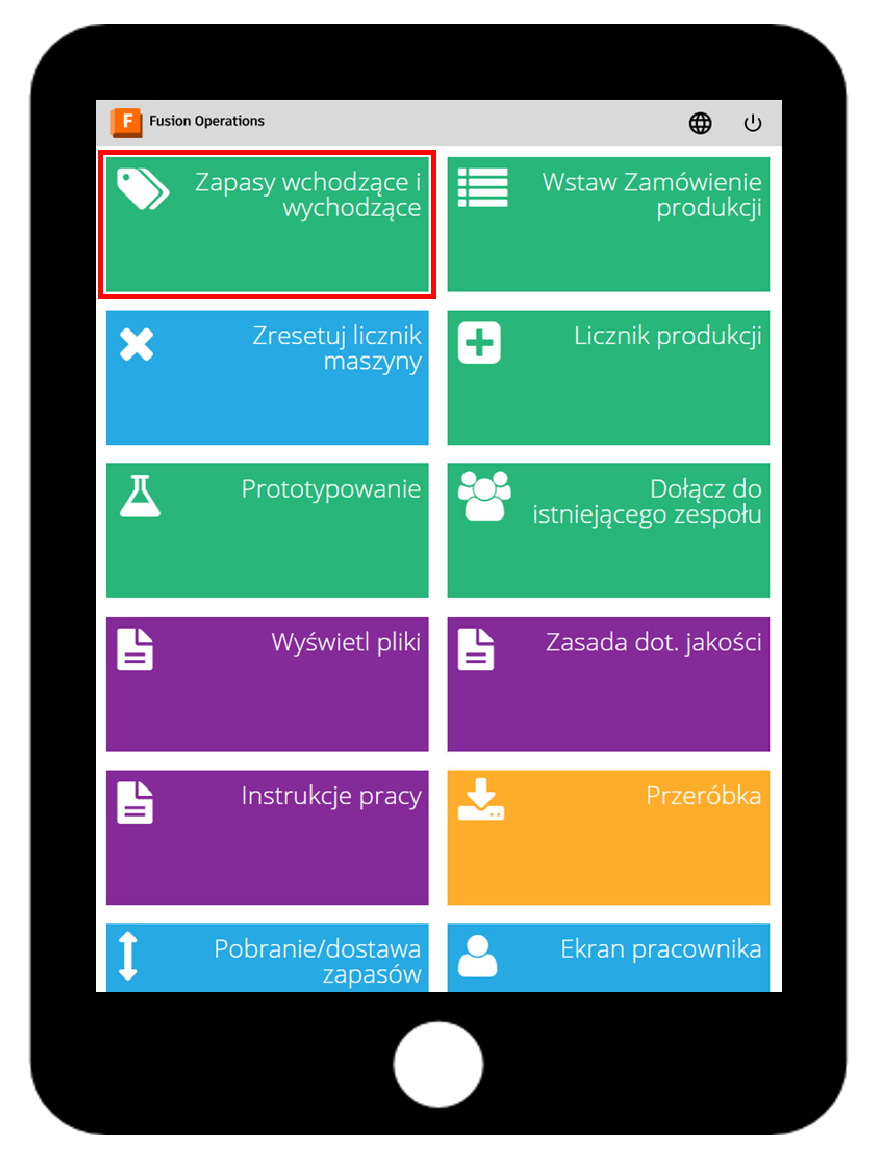 F Fusion Operations
Zapasy wchodzące i
wychodzące
Wstaw Zamówienie
produkcji
Zresetuj licznik
maszyny
Licznik produkcji
Prototypowanie
Dołącz do
istniejącego zespołu
Wyświetl pliki
Zasada dot. jakości
Instrukcje pracy
Przeróbka
Pobranie/dostawa
zapasów
Ekran pracownika